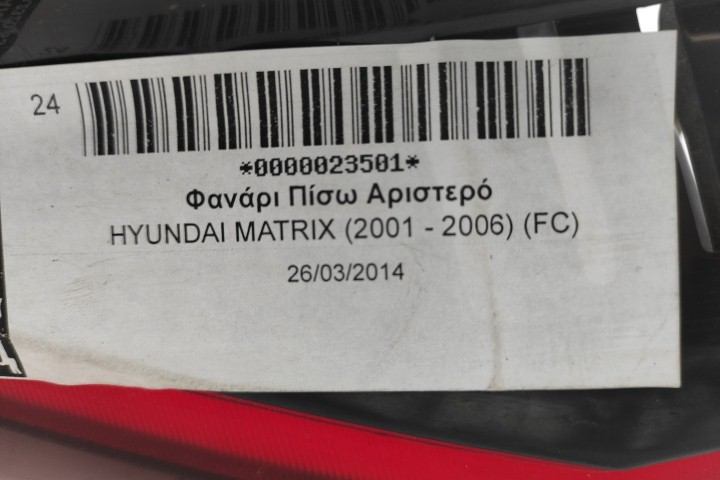 24
*0000023501*
Φανάρι Πίσω Αριστερό
HYUNDAI MATRIX (2001 - 2006) (FC)
26/03/2014